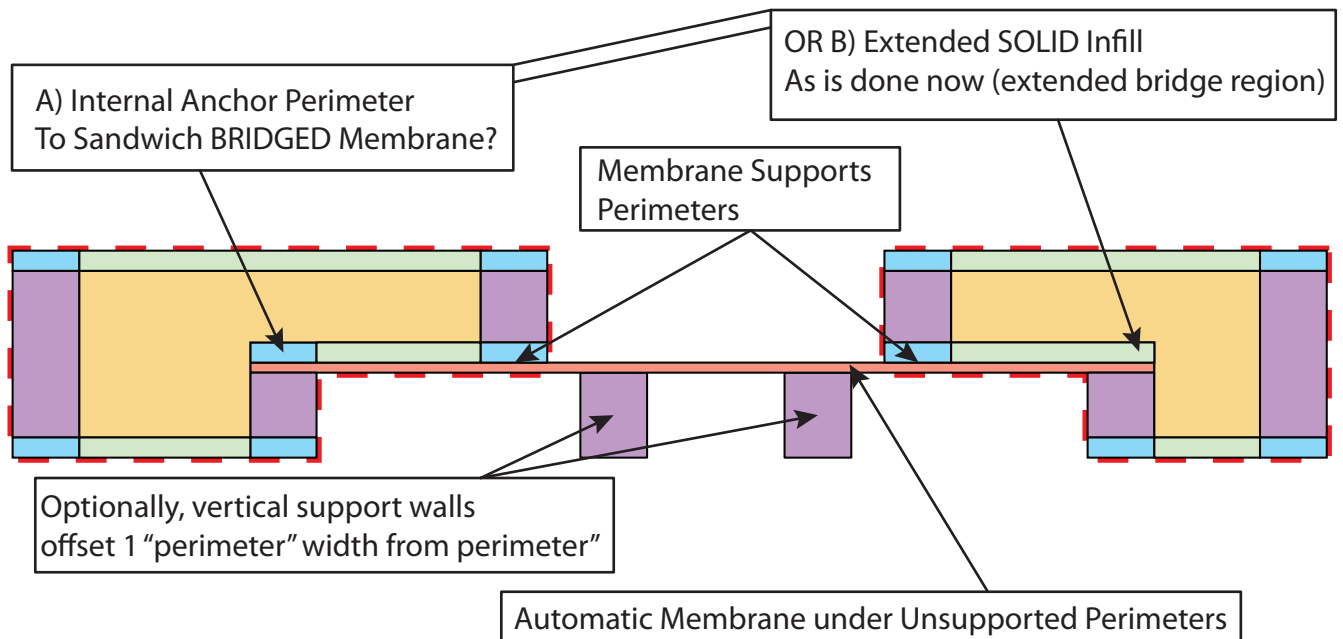 A) Internal Anchor Perimeter
To Sandwich BRIDGED Membrane?
OR B) Extended SOLID Infill
As is done now (extended bridge region)
Membrane Supports
Perimeters
Optionally, vertical support walls
offset 1 “perimeter” width from perimeter”
Automatic Membrane under Unsupported Perimeters